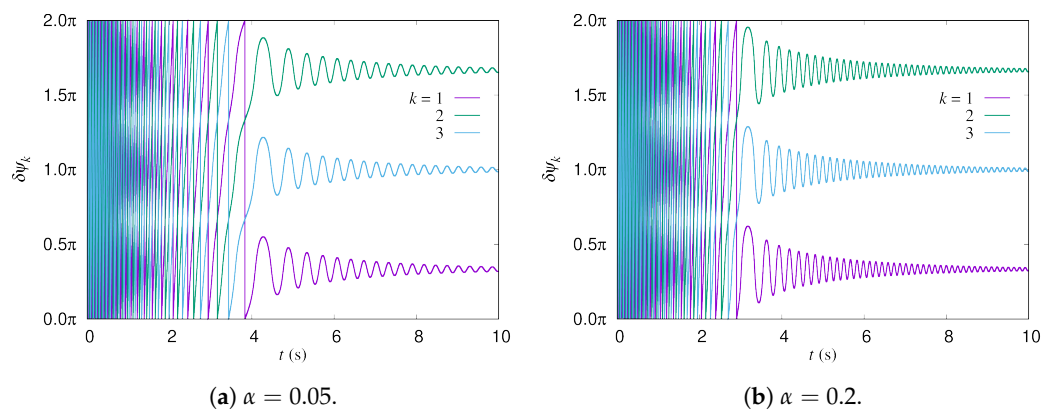 2.0π
1.5π
1.0π
0.5π
0.0π
δψk
k = 1
2
3
0 2 4 6 8 10
t (s)
(a) α = 0.05.
2.0π
1.5π
1.0π
0.5π
0.0π
δψk
k = 1
2
3
0 2 4 6 8 10
t (s)
(b) α = 0.2.